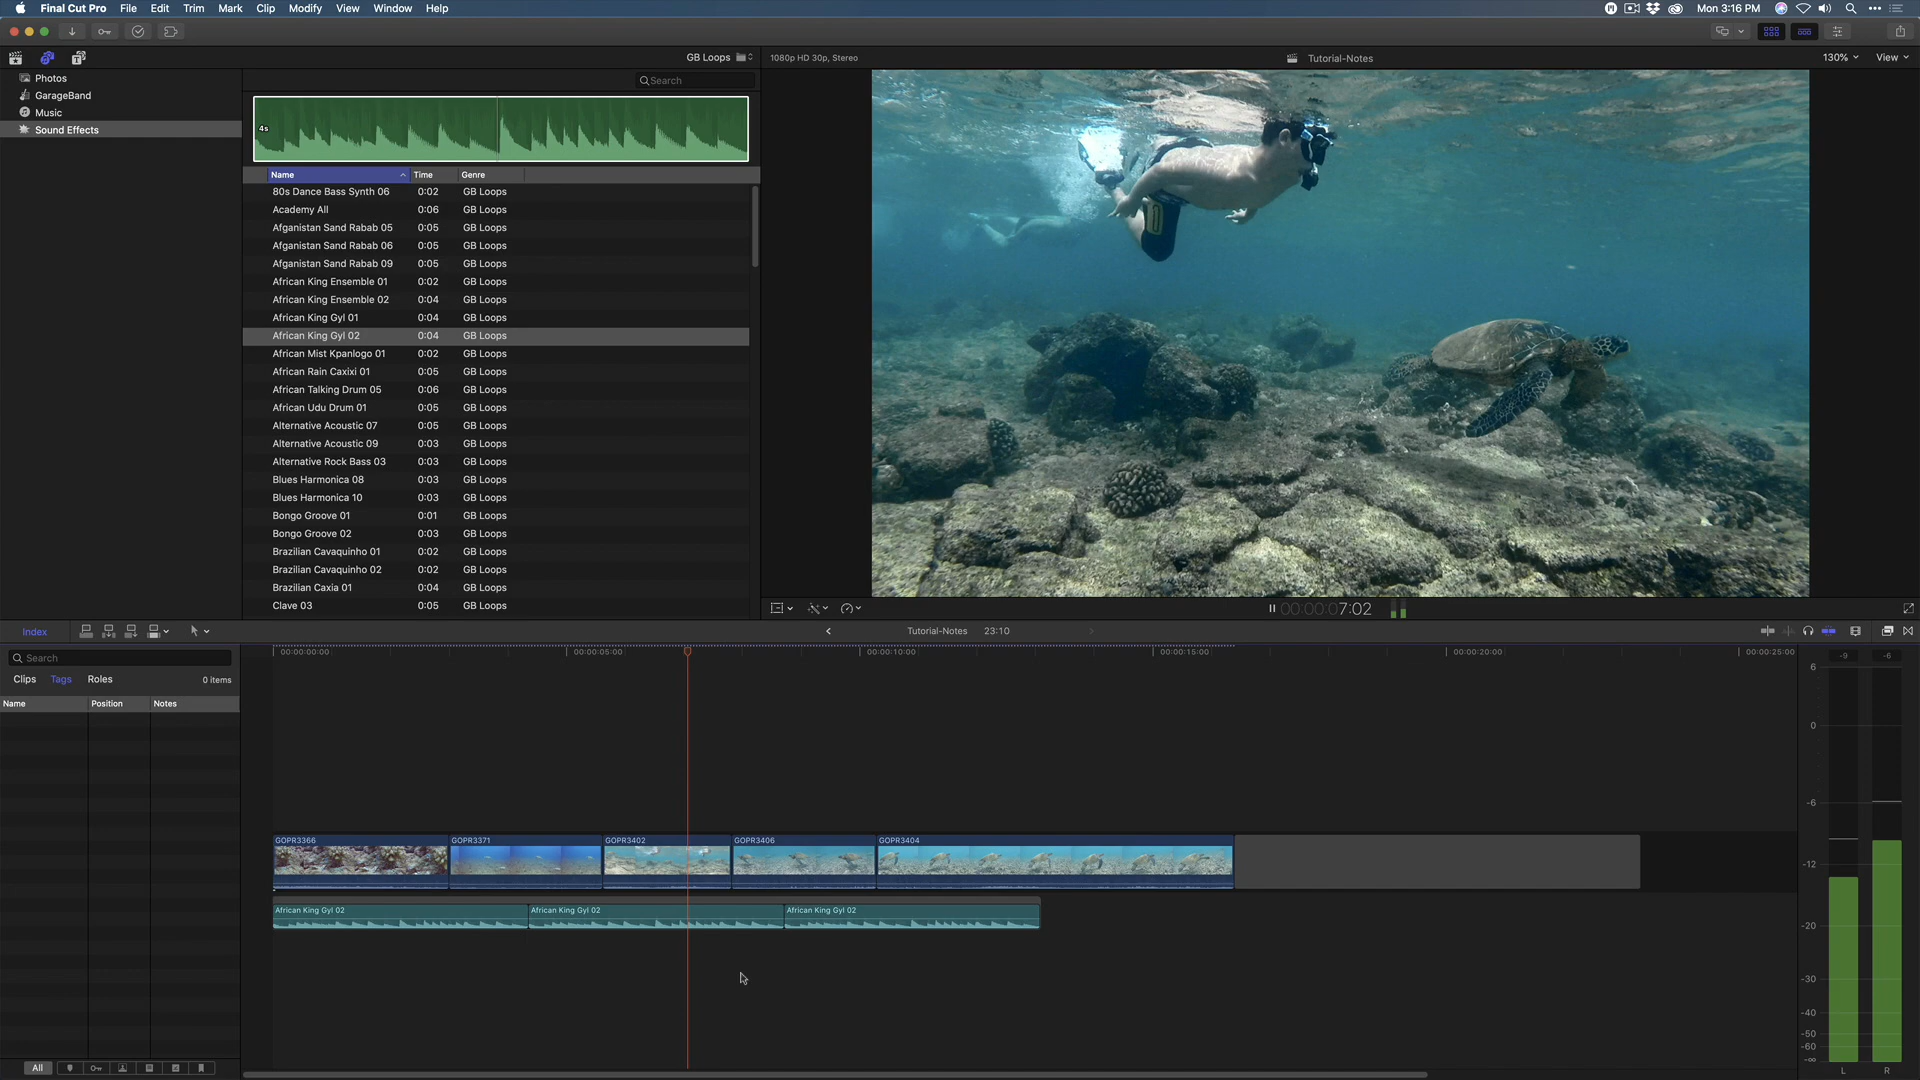 Final Cut Pro File Edit Trim Mark Clip Modify View Window Help Mon 3:16 PM
GB Loops 1080p HD 30p, Stereo Tutorial-Notes 130% View
Photos
GarageBand
Music
Sound Effects
Search
4s
Name Time Genre
80s Dance Bass Synth 06 0:02 GB Loops
Academy All 0:06 GB Loops
Afganistan Sand Rabab 05 0:05 GB Loops
Afganistan Sand Rabab 06 0:05 GB Loops
Afganistan Sand Rabab 09 0:05 GB Loops
African King Ensemble 01 0:02 GB Loops
African King Ensemble 02 0:04 GB Loops
African King Gyl 01 0:04 GB Loops
African King Gyl 02 0:04 GB Loops
African Mist Kpanlogo 01 0:02 GB Loops
African Rain Caxixi 01 0:05 GB Loops
African Talking Drum 05 0:06 GB Loops
African Udu Drum 01 0:05 GB Loops
Alternative Acoustic 07 0:05 GB Loops
Alternative Acoustic 09 0:03 GB Loops
Alternative Rock Bass 03 0:03 GB Loops
Blues Harmonica 08 0:03 GB Loops
Blues Harmonica 10 0:03 GB Loops
Bongo Groove 01 0:01 GB Loops
Bongo Groove 02 0:03 GB Loops
Brazilian Cavaquinho 01 0:02 GB Loops
Brazilian Cavaquinho 02 0:02 GB Loops
Brazilian Caxia 01 0:04 GB Loops
Clave 03 0:05 GB Loops
00:00:07:02
Index Tutorial-Notes 23:10
Search
Clips Tags Roles 0 items
Name Position Notes
All
00:00:00:00 00:00:05:00 00:00:10:00 00:00:15:00 00:00:20:00 00:00:25:00
GOPR3366 GOPR3371 GOPR3402 GOPR3406 GOPR3404
African King Gyl 02 African King Gyl 02 African King Gyl 02
-9 -6
6
0
-6
-12
-20
-30
-40
-50
-60
-∞
L R